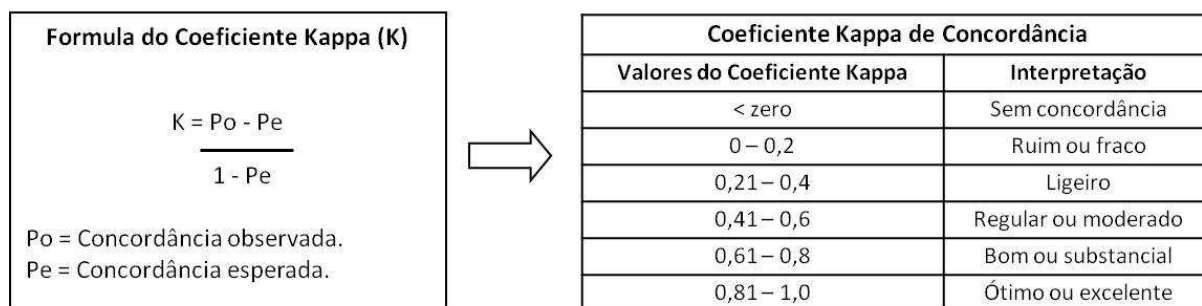 Formula do Coeficiente Kappa (K)
K = Po - Pe
1 - Pe
Po = Concordância observada.
Pe = Concordância esperada.
Coeficiente Kappa de Concordância
Valores do Coeficiente Kappa Interpretação
< zero Sem concordância
0 – 0,2 Ruim ou fraco
0,21 – 0,4 Ligeiro
0,41 – 0,6 Regular ou moderado
0,61 – 0,8 Bom ou substancial
0,81 – 1,0 Ótimo ou excelente